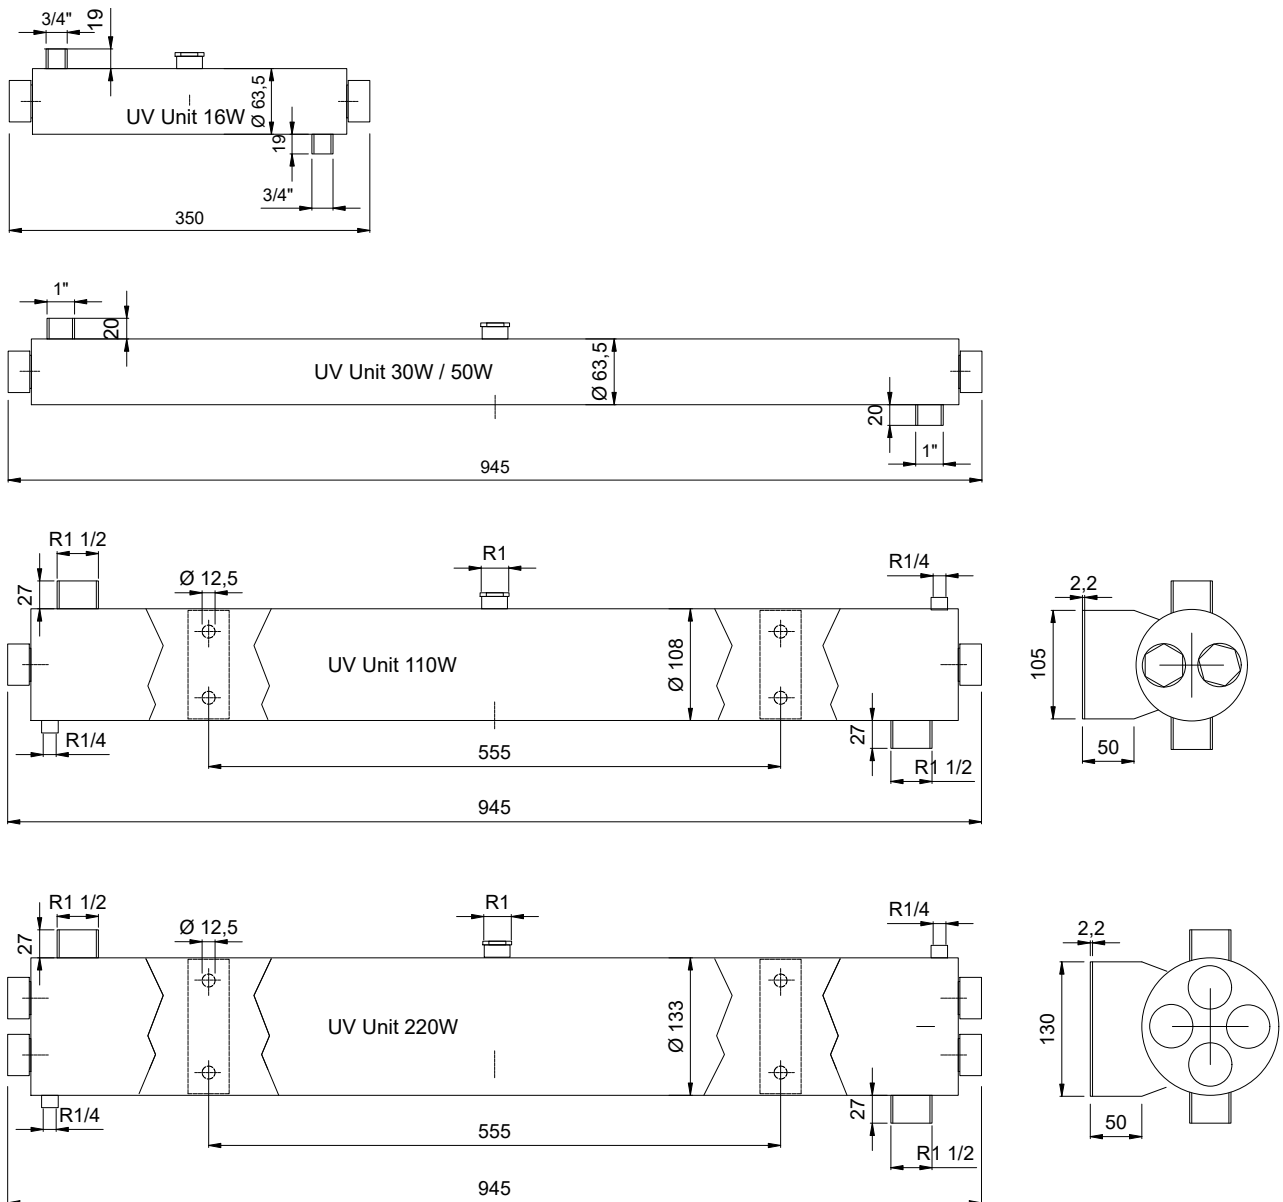 3/4"
19
UV Unit 16W
Ø 63,5
19
3/4"
350
1"
20
UV Unit 30W / 50W
Ø 63,5
20
1"
945
R1 1/2
R1
R1/4
27
Ø 12,5
2,2
UV Unit 110W
Ø 108
105
27
R1/4
50
555
R1 1/2
945
R1 1/2
R1
R1/4
27
Ø 12,5
2,2
UV Unit 220W
Ø 133
130
27
R1/4
50
555
R1 1/2
945